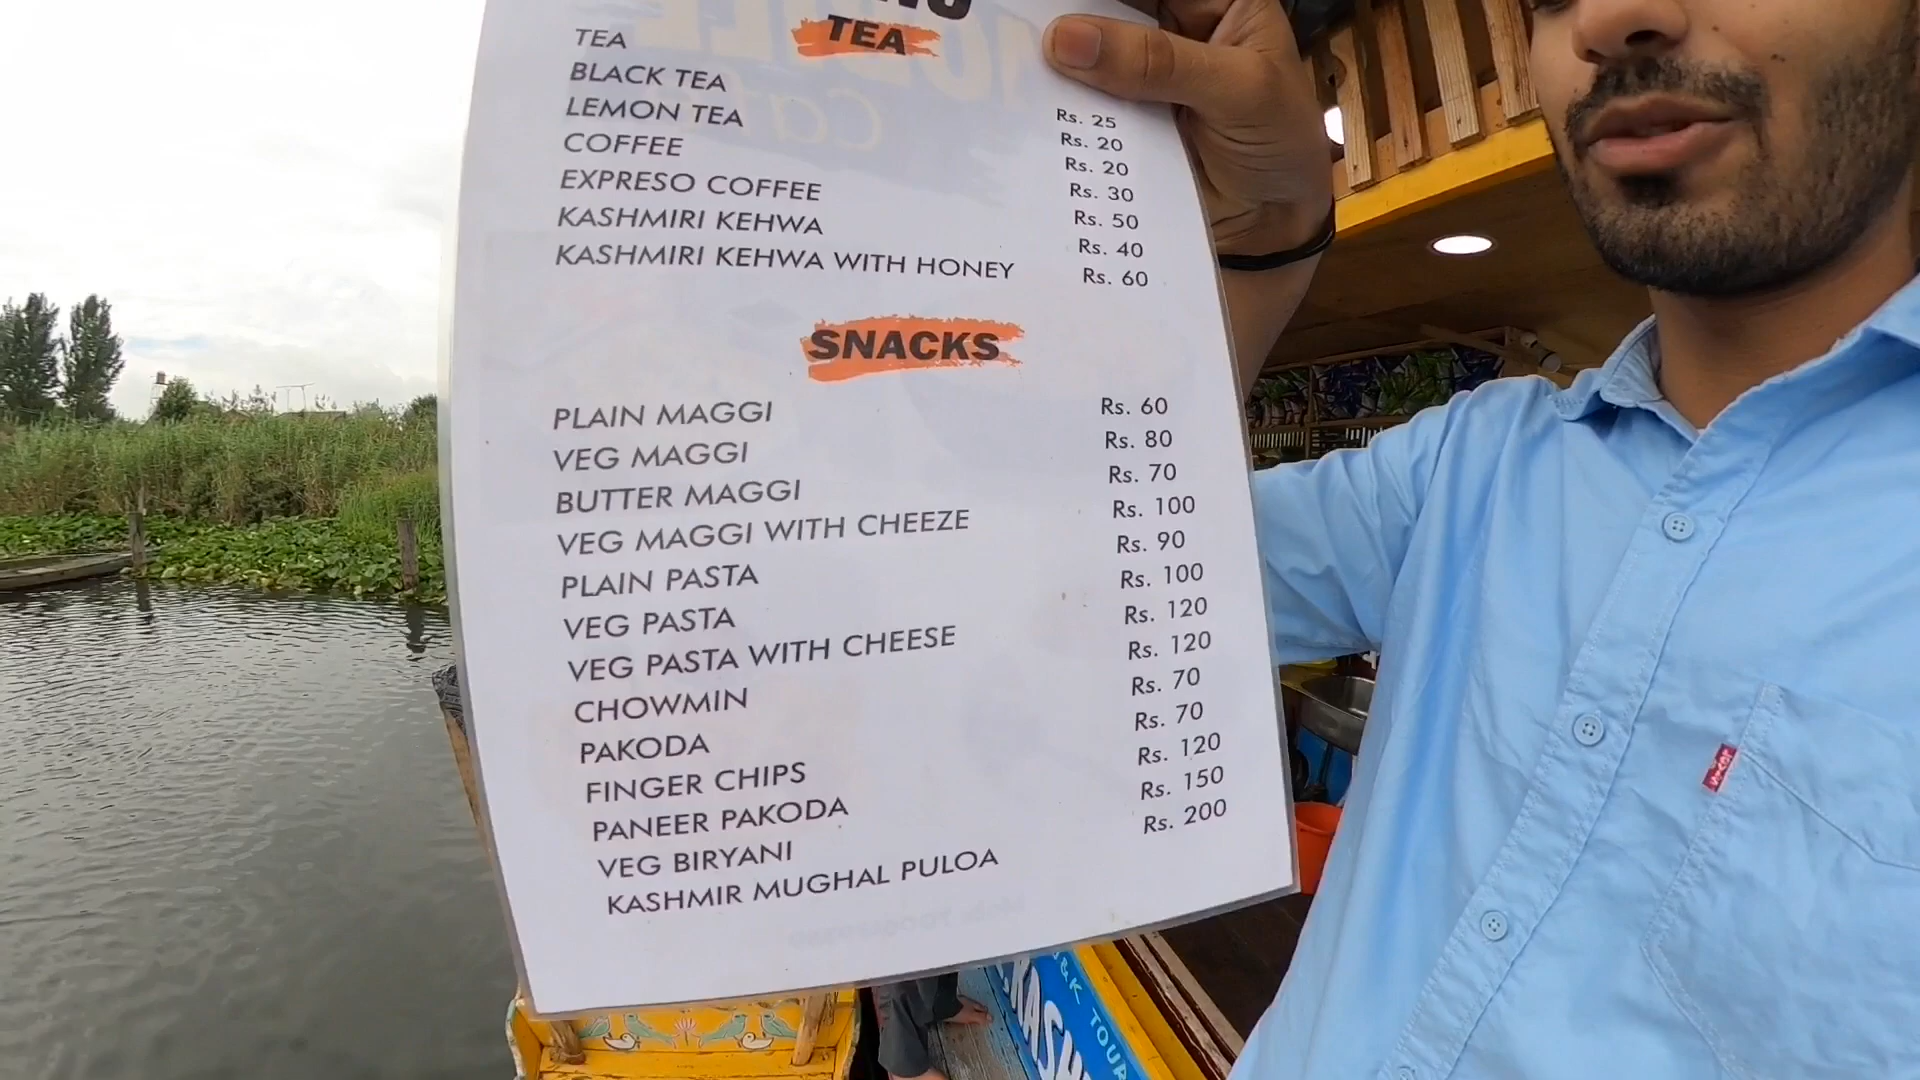 TEA
TEA Rs. 25
BLACK TEA Rs. 20
LEMON TEA Rs. 20
COFFEE Rs. 30
EXPRESO COFFEE Rs. 50
KASHMIRI KEHWA Rs. 40
KASHMIRI KEHWA WITH HONEY Rs. 60
SNACKS
PLAIN MAGGI Rs. 60
VEG MAGGI Rs. 80
BUTTER MAGGI Rs. 70
VEG MAGGI WITH CHEEZE Rs. 100
PLAIN PASTA Rs. 90
VEG PASTA Rs. 100
VEG PASTA WITH CHEESE Rs. 120
CHOWMIN Rs. 120
PAKODA Rs. 70
FINGER CHIPS Rs. 70
PANEER PAKODA Rs. 120
VEG BIRYANI Rs. 150
KASHMIR MUGHAL PULOA Rs. 200
J&K TOUR
KASH